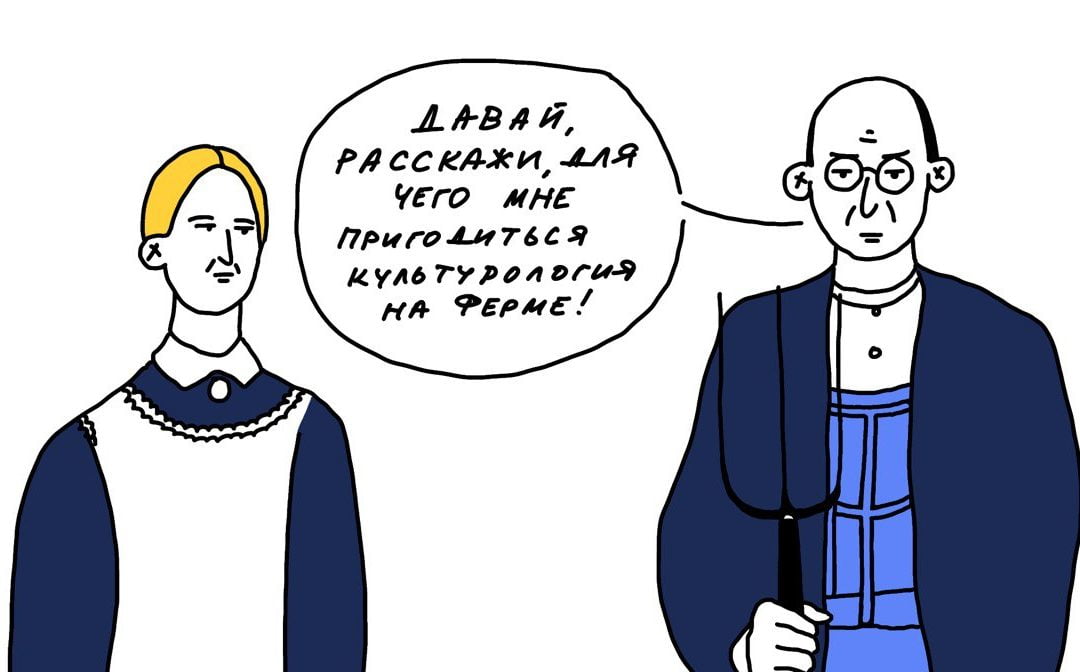 ДАВАЙ,
РАССКАЖИ, ДЛЯ
ЧЕГО МНЕ
ПРИГОДИТЬСЯ
КУЛЬТУРОЛОГИЯ
НА ФЕРМЕ!